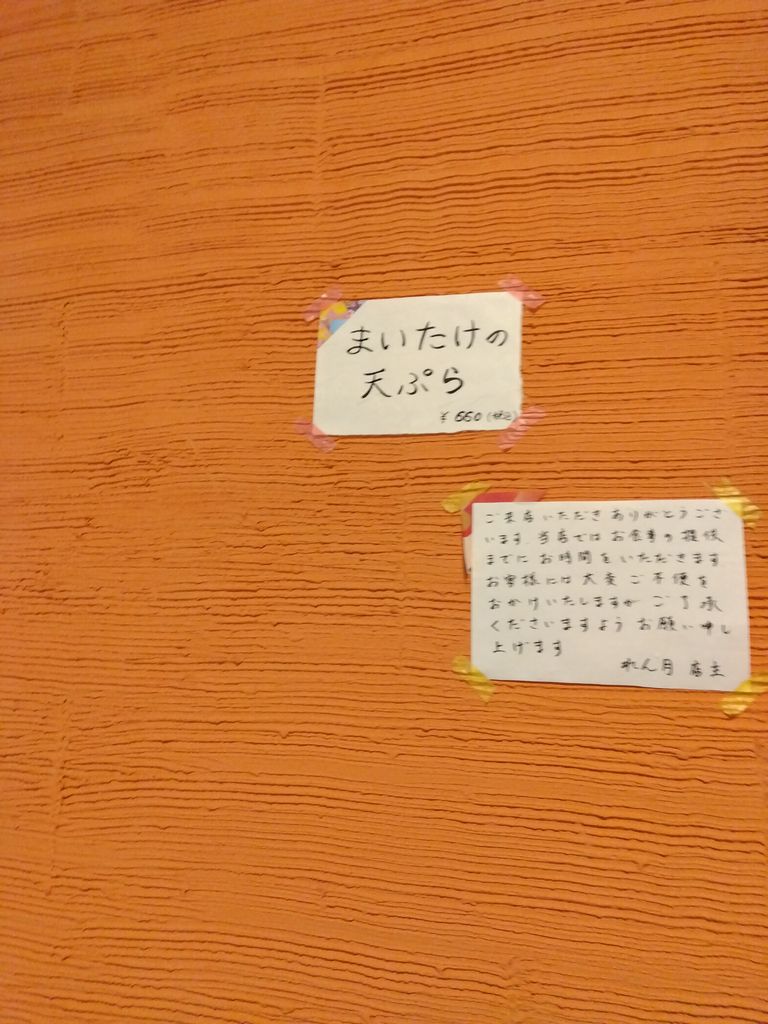 まいたけの
天ぷら
¥660(税込)
ご来店いただきありがとうござ
います。当店ではお食事の提供
までにお時間をいただきます
お客様には大変ご不便を
おかけいたしますがご了承
くださいますようお願い申し
上げます
れん月 店主